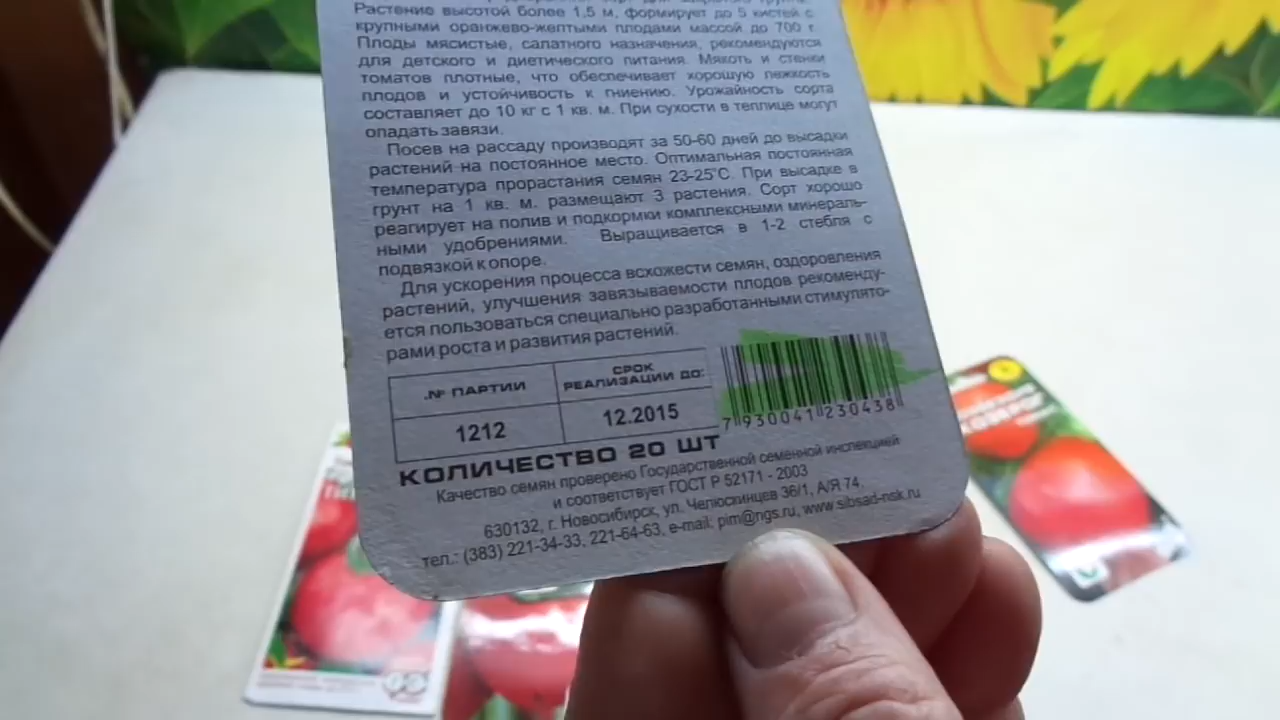 Растение высотой более 1,5 м, формирует до 5 кистей с
крупными оранжево-желтыми плодами массой до 700 г.
Плоды мясистые, салатного назначения, рекомендуются
для детского и диетического питания. Мякоть и стенки
томатов плотные, что обеспечивает хорошую лежкость
плодов и устойчивость к гниению. Урожайность сорта
составляет до 10 кг с 1 кв. м. При сухости в теплице могут
опадать завязи.
Посев на рассаду производят за 50-60 дней до высадки
растений на постоянное место. Оптимальная постоянная
температура прорастания семян 23-25°С. При высадке в
грунт на 1 кв. м. размещают 3 растения. Сорт хорошо
реагирует на полив и подкормки комплексными минераль-
ными удобрениями. Выращивается в 1-2 стебля с
подвязкой к опоре.
Для ускорения процесса всхожести семян, оздоровления
растений, улучшения завязываемости плодов рекоменду-
ется пользоваться специально разработанными стимулято-
рами роста и развития растений.
.№ ПАРТИИ
СРОК
РЕАЛИЗАЦИИ ДО:
1212
12.2015
7 930041 230438
КОЛИЧЕСТВО 20 ШТ
Качество семян проверено Государственной семенной инспекцией
и соответствует ГОСТ Р 52171 - 2003
630132, г. Новосибирск, ул. Челюскинцев 36/1, А/Я 74.
тел.: (383) 221-34-33, 221-64-63, e-mail: pim@ngs.ru, www.sibsad-nsk.ru